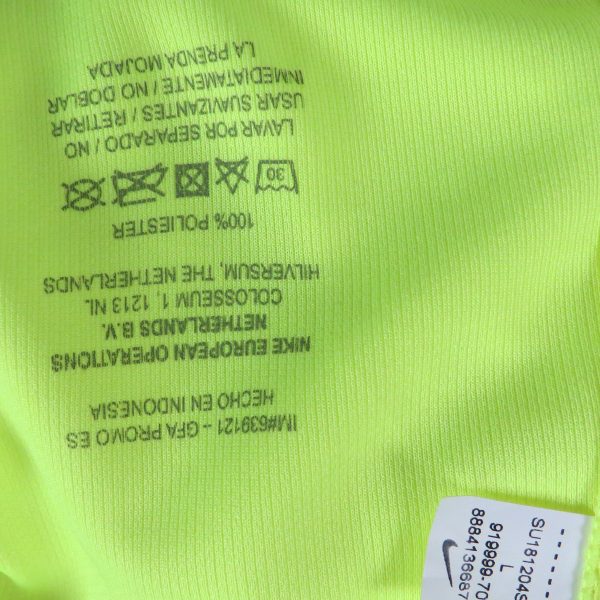 IM#639121 – GFA PROMO ES
HECHO EN INDONESIA
NIKE EUROPEAN OPERATIONS
NETHERLANDS B.V.
COLOSSEUM 1, 1213 NL
HILVERSUM, THE NETHERLANDS
100% POLIESTER
30
LAVAR POR SEPARADO / NO
USAR SUAVIZANTES / RETIRAR
INMEDIATAMENTE / NO DOBLAR
LA PRENDA MOJADA
L